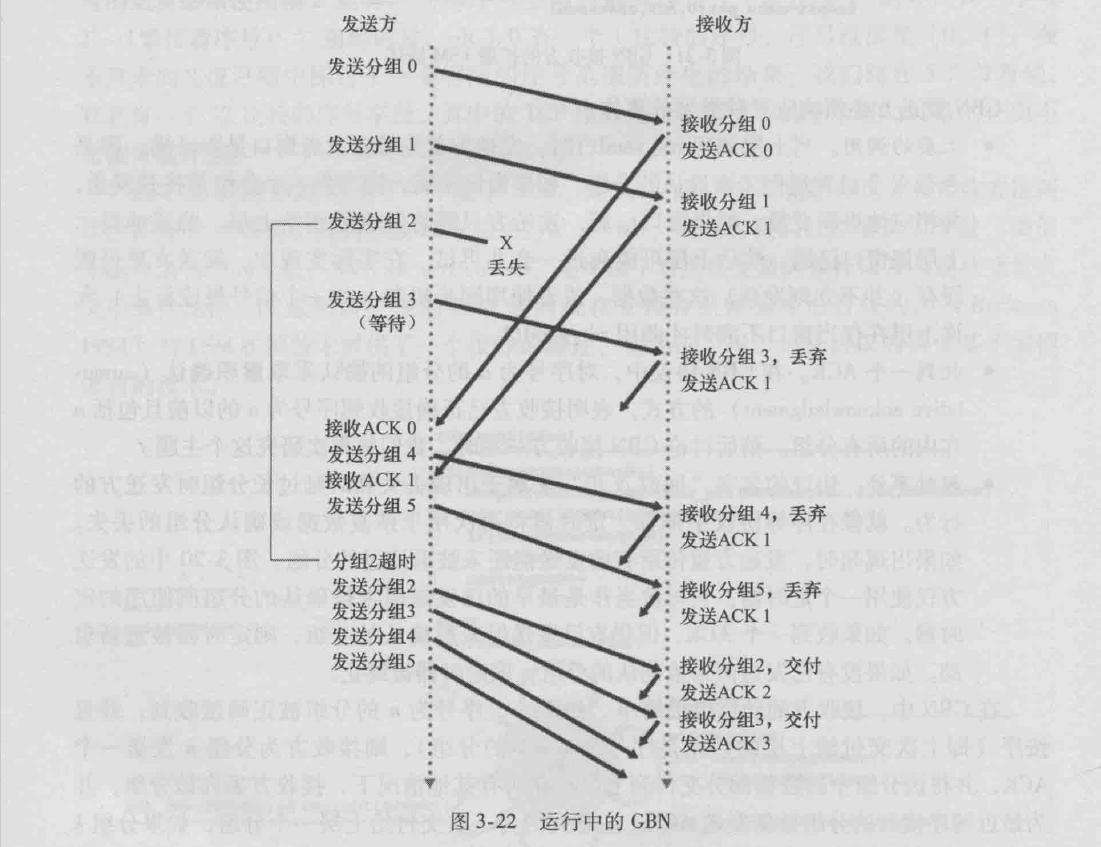 发送方
接收方
发送分组 0
接收分组 0
发送ACK 0
发送分组 1
接收分组 1
发送ACK 1
发送分组 2
X
丢失
发送分组 3
（等待）
接收分组 3，丢弃
发送ACK 1
接收ACK 0
发送分组 4
接收ACK 1
发送分组 5
接收分组 4，丢弃
发送ACK 1
分组2超时
发送分组2
发送分组3
发送分组4
发送分组5
接收分组5，丢弃
发送ACK 1
接收分组2，交付
发送ACK 2
接收分组3，交付
发送ACK 3
图 3-22 运行中的 GBN